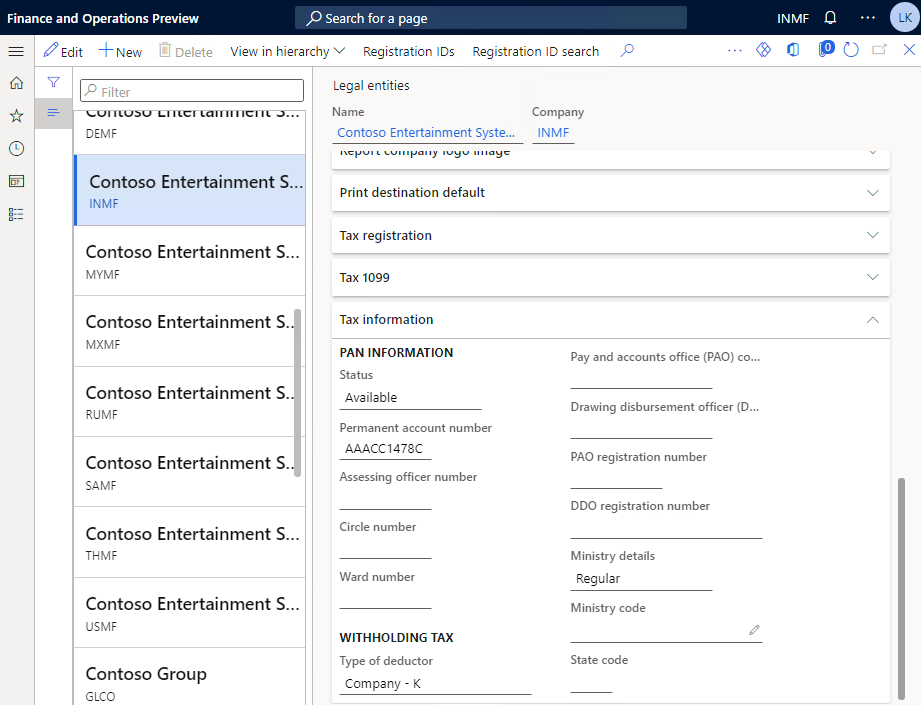 Finance and Operations Preview
Search for a page
INMF
LK
Edit
New
Delete
View in hierarchy
Registration IDs
Registration ID search
0
Filter
Contoso Entertainment S...
DEMF
Contoso Entertainment S...
INMF
Contoso Entertainment S...
MYMF
Contoso Entertainment S...
MXMF
Contoso Entertainment S...
RUMF
Contoso Entertainment S...
SAMF
Contoso Entertainment S...
THMF
Contoso Entertainment S...
USMF
Contoso Group
GLCO
Legal entities
Name
Company
Contoso Entertainment Syste...
INMF
Report company logo image
Print destination default
Tax registration
Tax 1099
Tax information
PAN INFORMATION
Status
Available
Permanent account number
AAACC1478C
Assessing officer number
Circle number
Ward number
WITHHOLDING TAX
Type of deductor
Company - K
Pay and accounts office (PAO) co...
Drawing disbursement officer (D...
PAO registration number
DDO registration number
Ministry details
Regular
Ministry code
State code